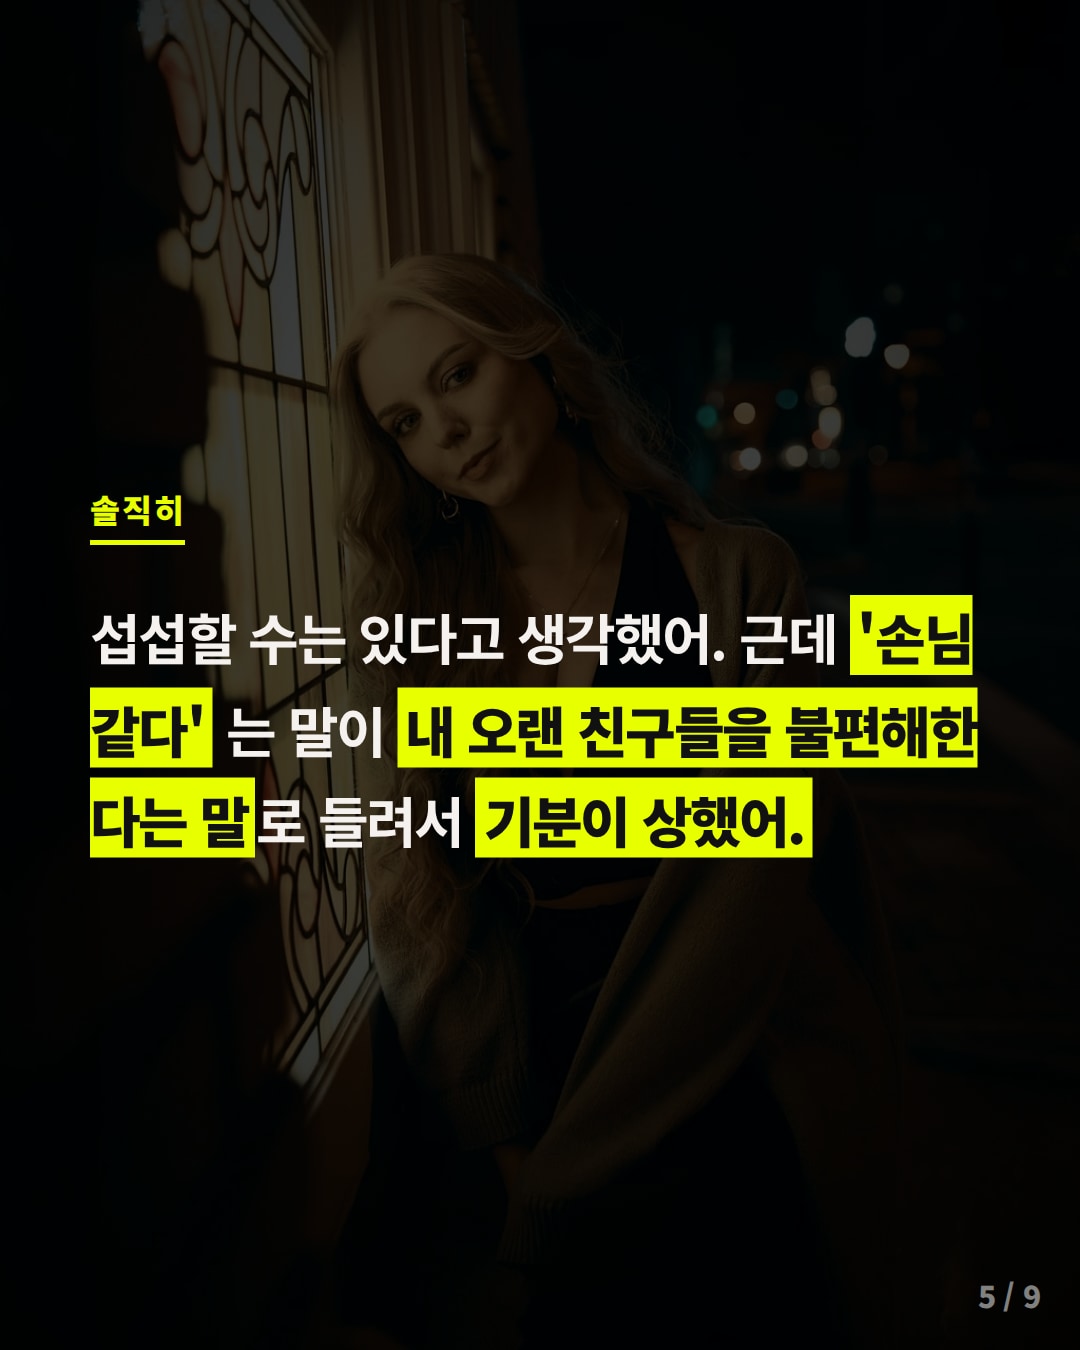 솔직히
섭섭할 수는 있다고 생각했어. 근데 '손님
같다' 는 말이 내 오랜 친구들을 불편해한
다는 말로 들려서 기분이 상했어.
5 / 9